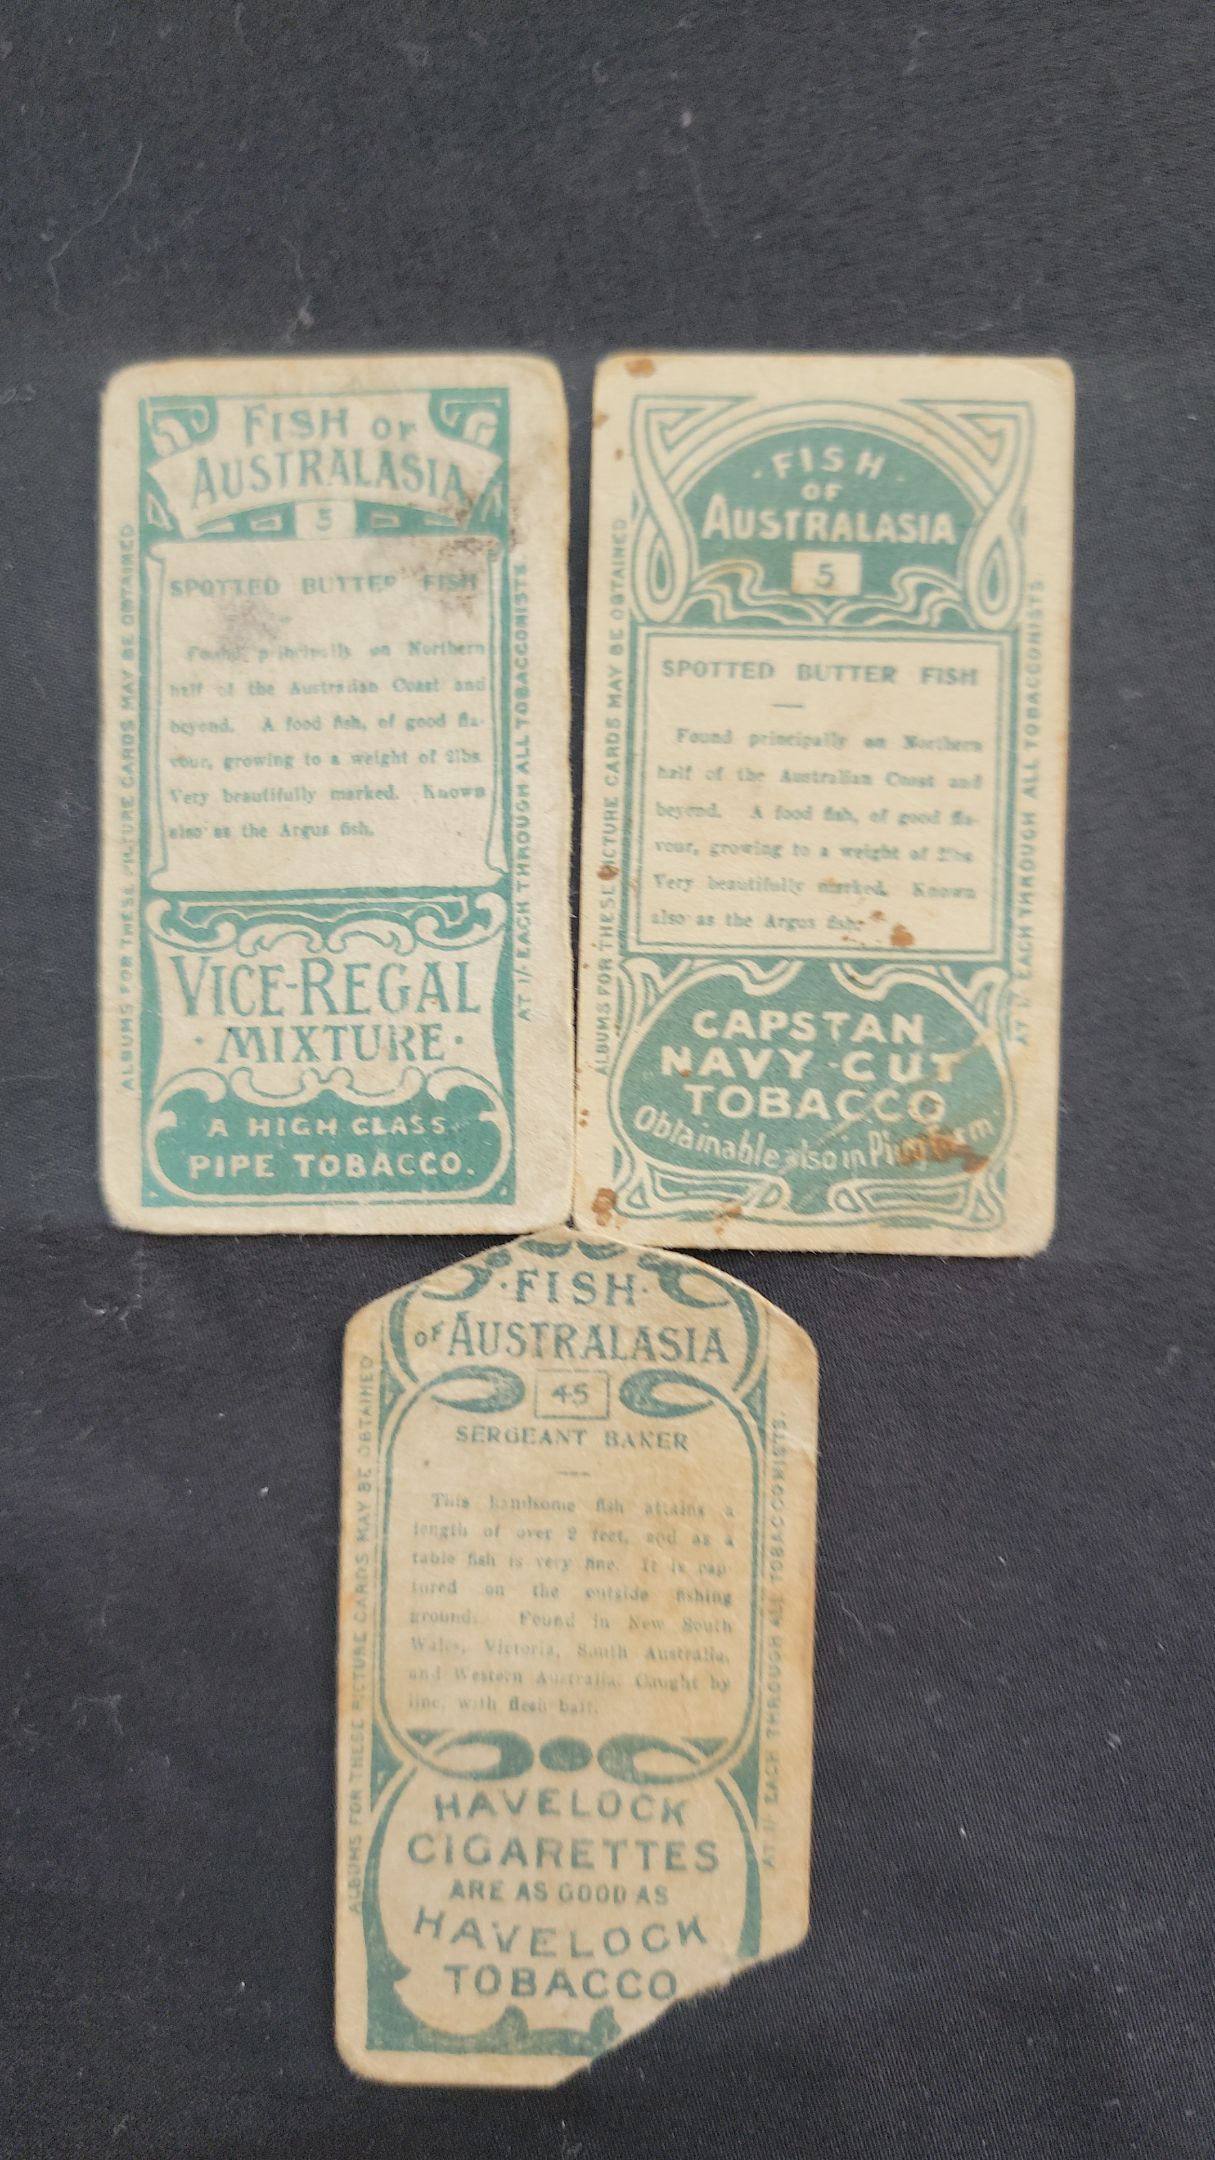 FISH OF
AUSTRALASIA
5
SPOTTED BUTTER FISH
Found principally on Northern
half of the Australian Coast and
beyond. A food fish, of good fla-
vour, growing to a weight of 2lbs.
Very beautifully marked. Known
also as the Argus fish.
VICE-REGAL
· MIXTURE ·
A HIGH CLASS
PIPE TOBACCO.
ALBUMS FOR THESE PICTURE CARDS MAY BE OBTAINED
AT 1/- EACH THROUGH ALL TOBACCONISTS.
· FISH ·
OF
AUSTRALASIA
5
SPOTTED BUTTER FISH
Found principally on Northern
half of the Australian Coast and
beyond. A food fish, of good fla-
vour, growing to a weight of 2lbs
Very beautifully marked. Known
also as the Argus fish.
CAPSTAN
NAVY-CUT
TOBACCO
Obtainable also in Plug form
ALBUMS FOR THESE PICTURE CARDS MAY BE OBTAINED
AT 1/- EACH THROUGH ALL TOBACCONISTS.
· FISH ·
OF AUSTRALASIA
45
SERGEANT BAKER
This handsome fish attains a
length of over 2 feet, and as a
table fish is very fine. It is cap-
tured on the outside fishing
ground. Found in New South
Wales, Victoria, South Australia,
and Western Australia. Caught by
line, with flesh bait.
HAVELOCK
CIGARETTES
ARE AS GOOD AS
HAVELOCK
TOBACCO
ALBUMS FOR THESE PICTURE CARDS MAY BE OBTAINED
AT 1/- EACH THROUGH ALL TOBACCONISTS.